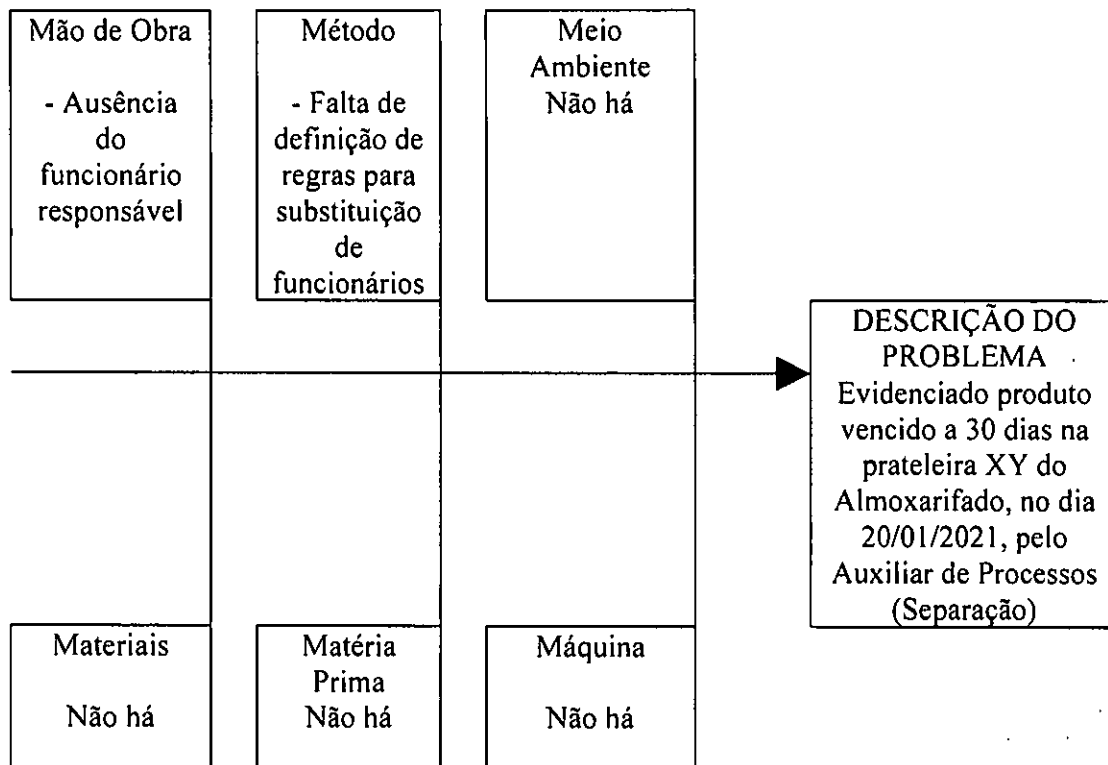 Mão de Obra
- Ausência
do
funcionário
responsável
Método
- Falta de
definição de
regras para
substituição
de
funcionários
Meio
Ambiente
Não há
DESCRIÇÃO DO
PROBLEMA
Evidenciado produto
vencido a 30 dias na
prateleira XY do
Almoxarifado, no dia
20/01/2021, pelo
Auxiliar de Processos
(Separação)
Materiais
Não há
Matéria
Prima
Não há
Máquina
Não há